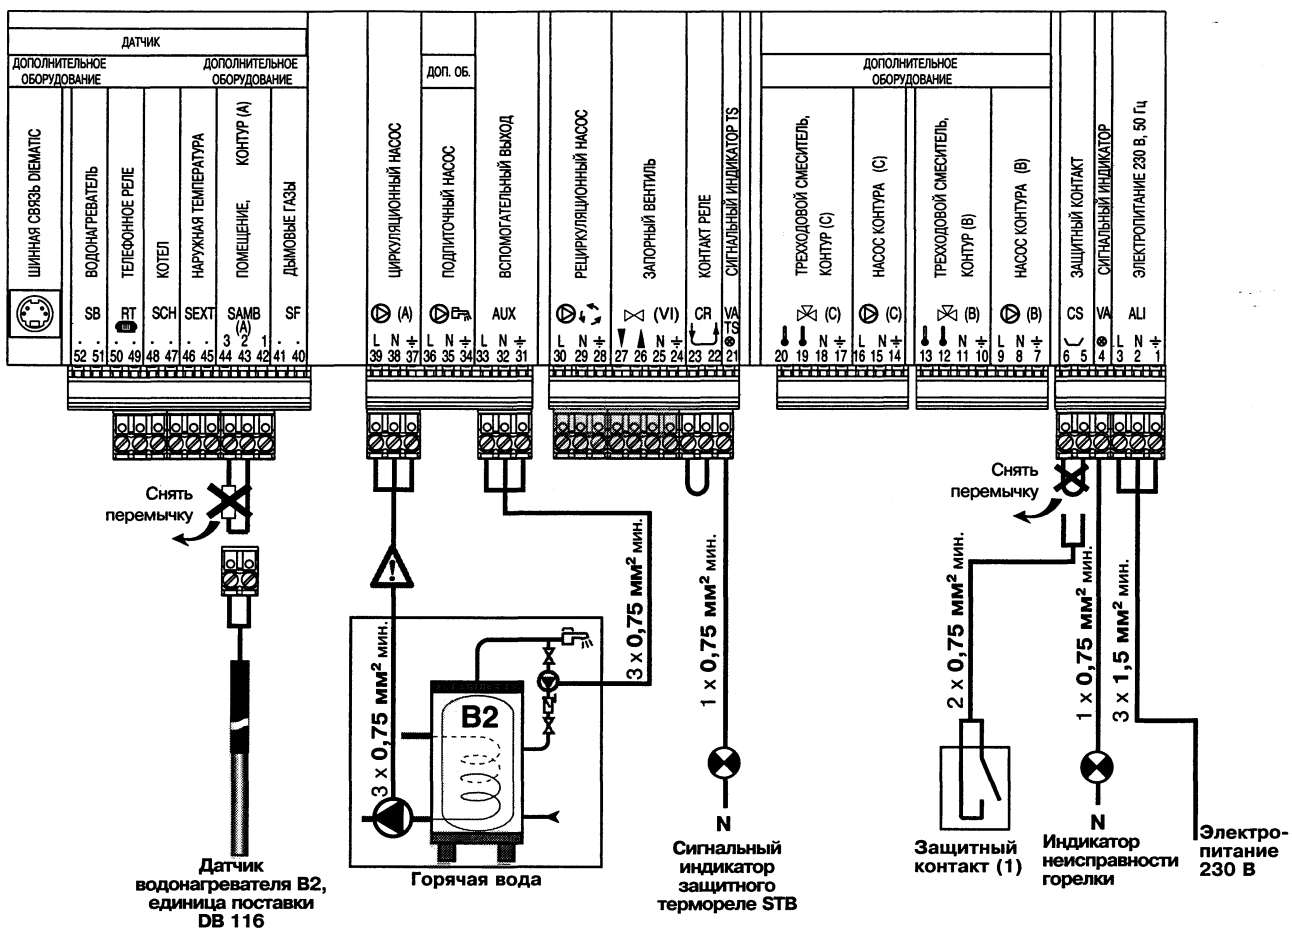 ДАТЧИК
ДОПОЛНИТЕЛЬНОЕ
ОБОРУДОВАНИЕ
ДОПОЛНИТЕЛЬНОЕ
ОБОРУДОВАНИЕ
ДОП. ОБ.
ДОПОЛНИТЕЛЬНОЕ
ОБОРУДОВАНИЕ
ШИННАЯ СВЯЗЬ DIEMATIC
ВОДОНАГРЕВАТЕЛЬ
ТЕЛЕФОННОЕ РЕЛЕ
КОТЕЛ
НАРУЖНАЯ ТЕМПЕРАТУРА
ПОМЕЩЕНИЕ, КОНТУР (А)
ДЫМОВЫЕ ГАЗЫ
ЦИРКУЛЯЦИОННЫЙ НАСОС
ПОДПИТОЧНЫЙ НАСОС
ВСПОМОГАТЕЛЬНЫЙ ВЫХОД
РЕЦИРКУЛЯЦИОННЫЙ НАСОС
ЗАПОРНЫЙ ВЕНТИЛЬ
КОНТАКТ РЕЛЕ
СИГНАЛЬНЫЙ ИНДИКАТОР TS
ТРЕХХОДОВОЙ СМЕСИТЕЛЬ,
КОНТУР (С)
НАСОС КОНТУРА (С)
ТРЕХХОДОВОЙ СМЕСИТЕЛЬ,
КОНТУР (В)
НАСОС КОНТУРА (В)
ЗАЩИТНЫЙ КОНТАКТ
СИГНАЛЬНЫЙ ИНДИКАТОР
ЭЛЕКТРОПИТАНИЕ 230 В, 50 Гц
SB RT SCH SEXT SAMB (A) SF (A) AUX (VI) CR VA TS (C) (C) (B) (B) CS VA ALI
3 2 1
L N L N L N L N L N N L N N L N L N
52 51 50 49 48 47 46 45 44 43 42 41 40 39 38 37 36 35 34 33 32 31 30 29 28 27 26 25 24 23 22 21 20 19 18 17 16 15 14 13 12 11 10 9 8 7 6 5 4 3 2 1
Снять
перемычку
Снять
перемычку
3 x 0,75 мм² мин.
3 x 0,75 мм² мин.
1 x 0,75 мм² мин.
2 x 0,75 мм² мин.
1 x 0,75 мм² мин.
3 x 1,5 мм² мин.
!
B2
Датчик
водонагревателя В2,
единица поставки
DB 116
Горячая вода
N
Сигнальный
индикатор
защитного
термореле STB
Защитный
контакт (1)
N
Индикатор
неисправности
горелки
Электро-
питание
230 В